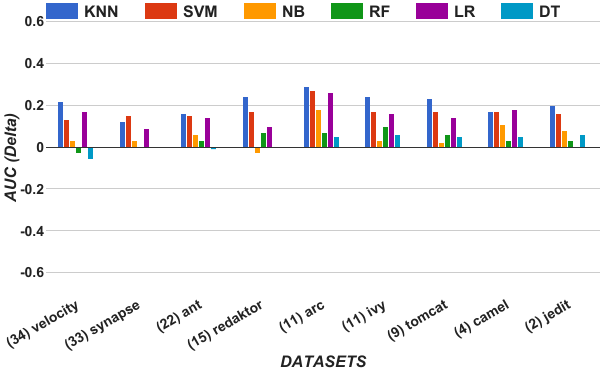 KNN SVM NB RF LR DT
0.6
0.4
0.2
0
-0.2
-0.4
-0.6
AUC (Delta)
(34) velocity (33) synapse (22) ant (15) redaktor (11) arc (11) ivy (9) tomcat (4) camel (2) jedit
DATASETS